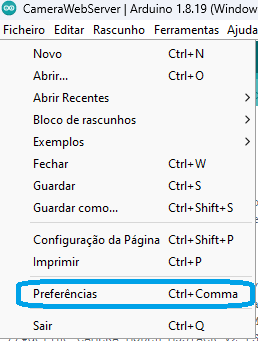 CameraWebServer | Arduino 1.8.19 (Window
Ficheiro Editar Rascunho Ferramentas Ajuda
Novo Ctrl+N
Abrir... Ctrl+O
Abrir Recentes
Bloco de rascunhos
Exemplos
Fechar Ctrl+W
Guardar Ctrl+S
Guardar como... Ctrl+Shift+S
Configuração da Página Ctrl+Shift+P
Imprimir Ctrl+P
Preferências Ctrl+Comma
Sair Ctrl+Q